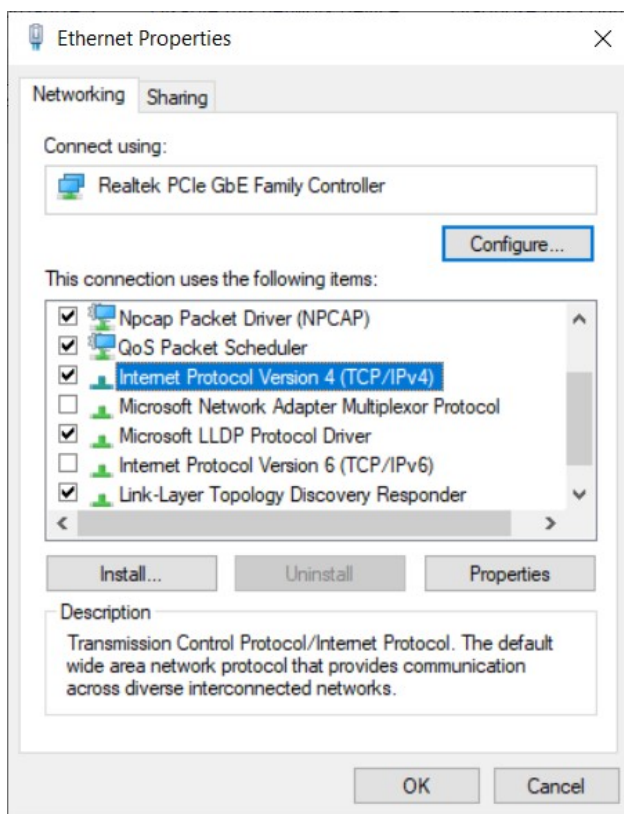 Ethernet Properties
Networking
Sharing
Connect using:
Realtek PCIe GbE Family Controller
Configure...
This connection uses the following items:
Npcap Packet Driver (NPCAP)
QoS Packet Scheduler
Internet Protocol Version 4 (TCP/IPv4)
Microsoft Network Adapter Multiplexor Protocol
Microsoft LLDP Protocol Driver
Internet Protocol Version 6 (TCP/IPv6)
Link-Layer Topology Discovery Responder
Install...
Uninstall
Properties
Description
Transmission Control Protocol/Internet Protocol. The default
wide area network protocol that provides communication
across diverse interconnected networks.
OK
Cancel